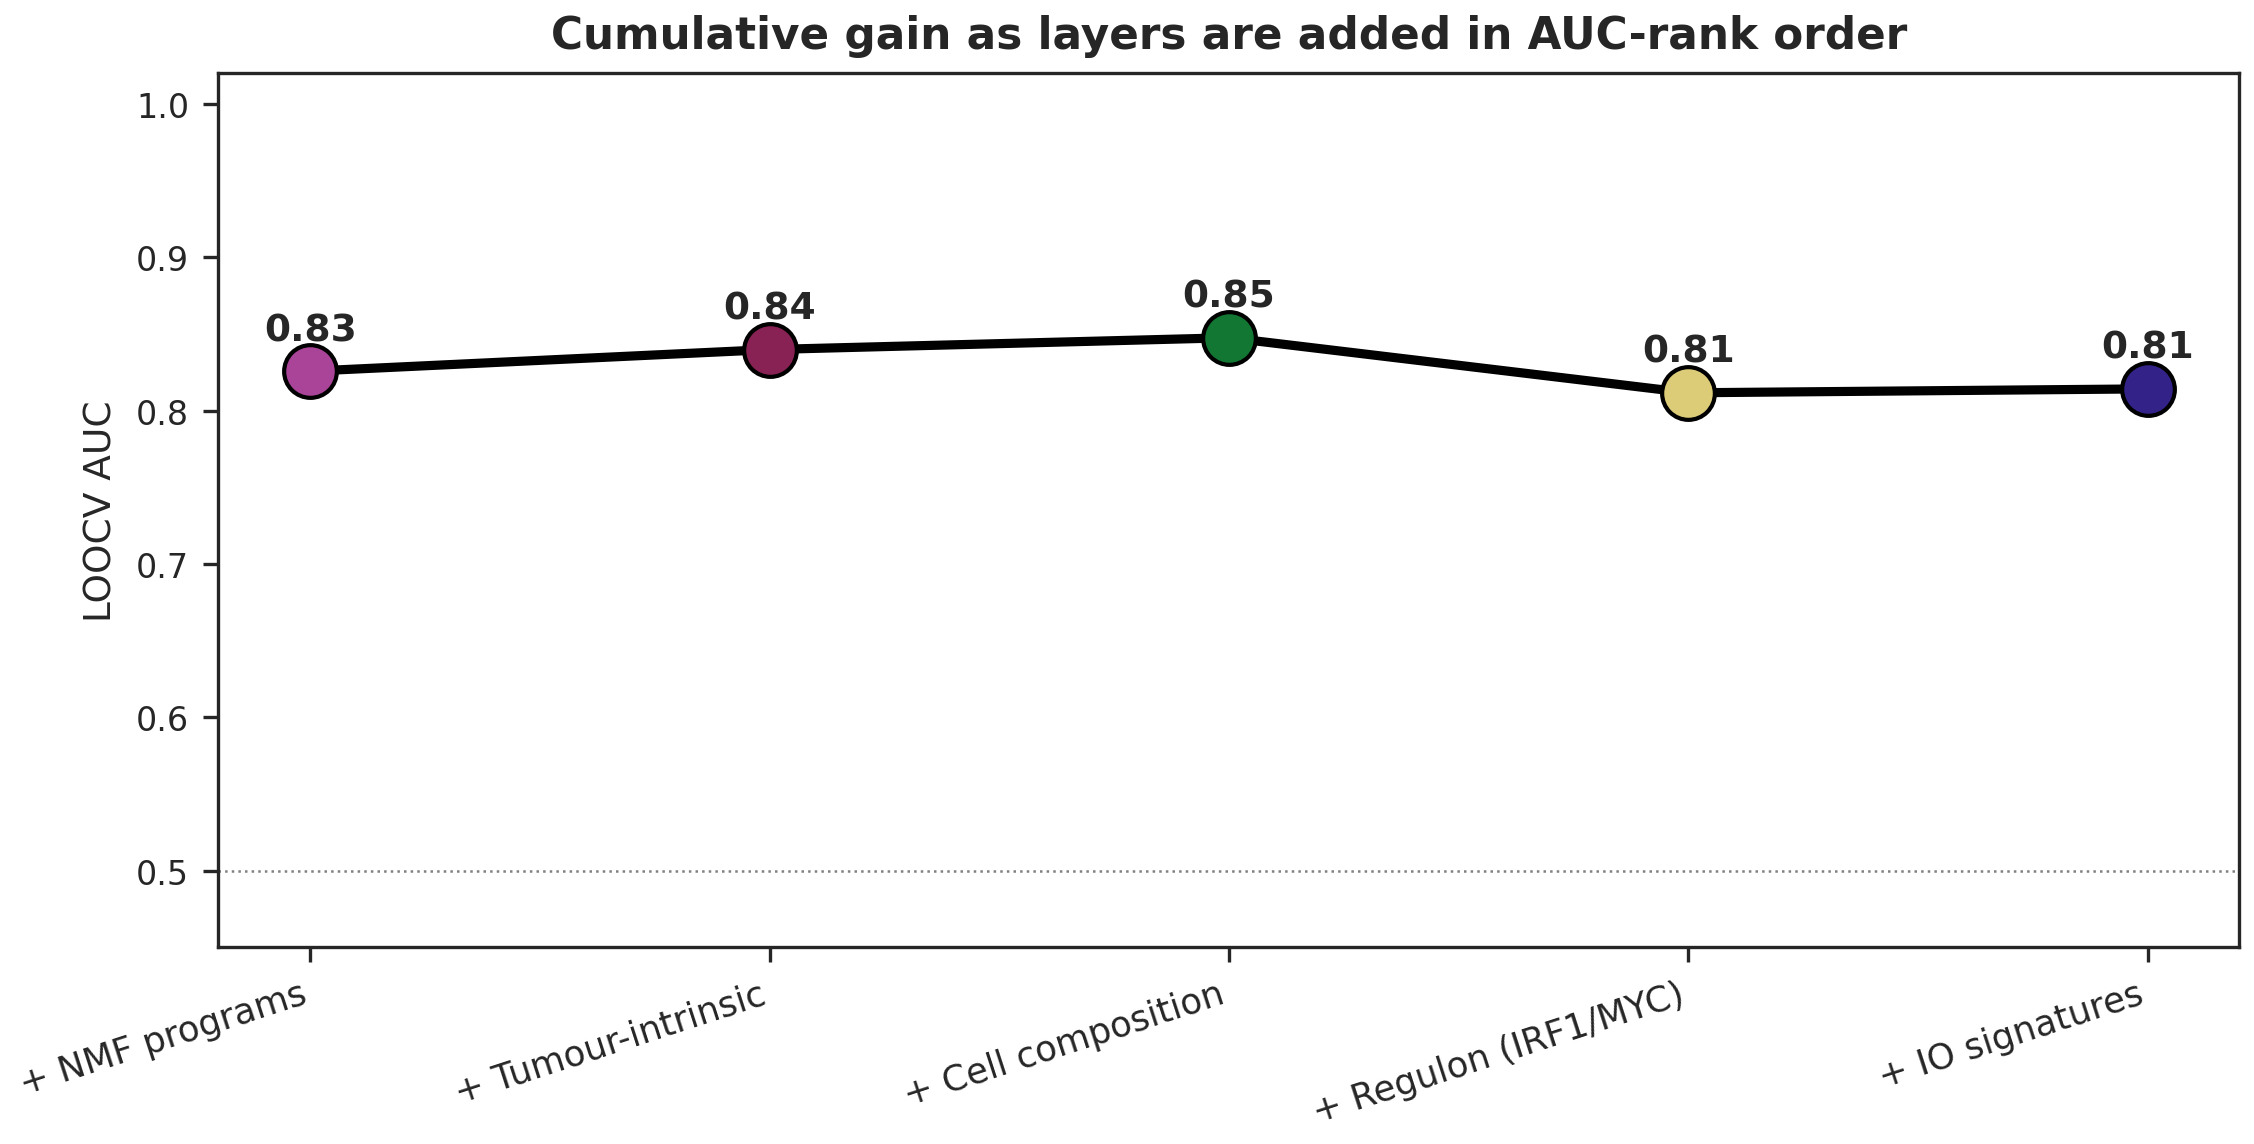 Cumulative gain as layers are added in AUC-rank order
LOOCV AUC
1.0
0.9
0.8
0.7
0.6
0.5
0.83
0.84
0.85
0.81
0.81
+ NMF programs
+ Tumour-intrinsic
+ Cell composition
+ Regulon (IRF1/MYC)
+ IO signatures